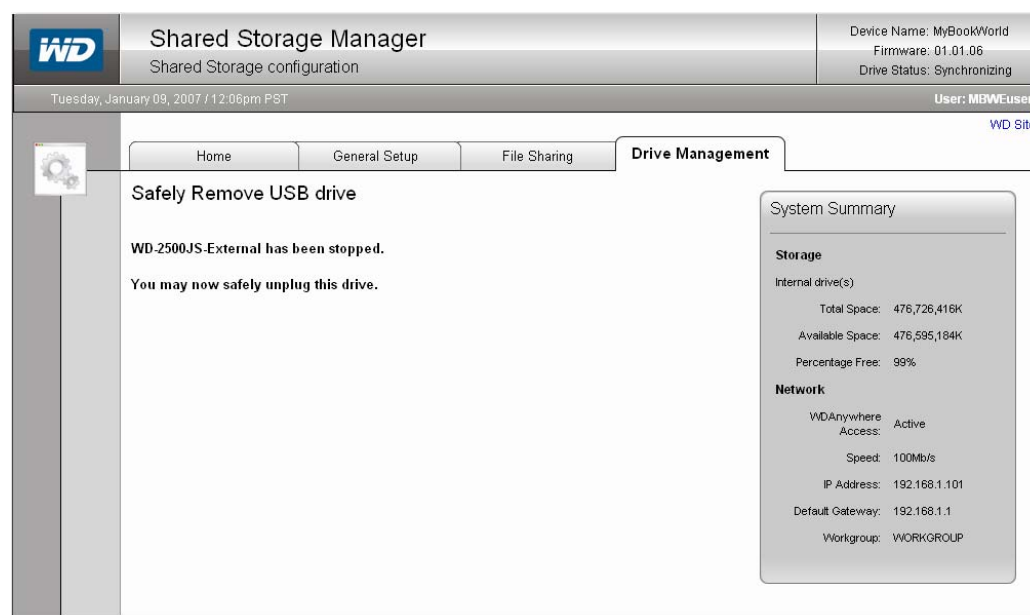 WD
Shared Storage Manager
Shared Storage configuration
Device Name: MyBookWorld
Firmware: 01.01.06
Drive Status: Synchronizing
Tuesday, January 09, 2007 / 12:06pm PST
User: MBWEuser
WD Sit
Home
General Setup
File Sharing
Drive Management
Safely Remove USB drive
WD-2500JS-External has been stopped.
You may now safely unplug this drive.
System Summary
Storage
Internal drive(s)
Total Space: 476,726,416K
Available Space: 476,595,184K
Percentage Free: 99%
Network
WDAnywhere
Access: Active
Speed: 100Mb/s
IP Address: 192.168.1.101
Default Gateway: 192.168.1.1
Workgroup: WORKGROUP